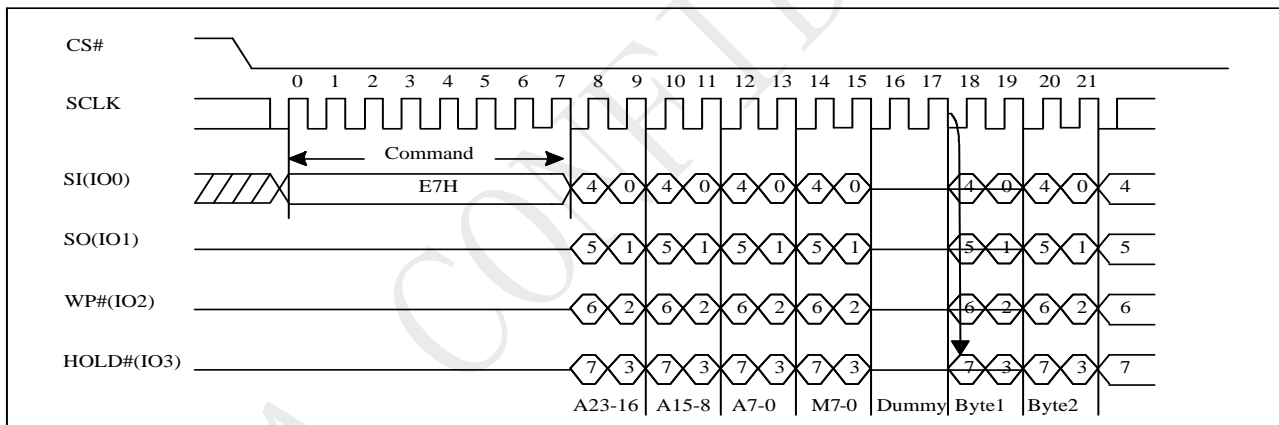 CS#
0 1 2 3 4 5 6 7 8 9 10 11 12 13 14 15 16 17 18 19 20 21
SCLK
Command
SI(IO0) E7H 4 0 4 0 4 0 4 0 4 0 4 0 4
SO(IO1) 5 1 5 1 5 1 5 1 5 1 5 1 5
WP#(IO2) 6 2 6 2 6 2 6 2 6 2 6 2 6
HOLD#(IO3) 7 3 7 3 7 3 7 3 7 3 7 3 7
A23-16 A15-8 A7-0 M7-0 Dummy Byte1 Byte2